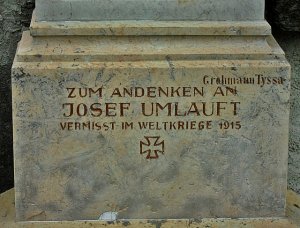 Grohmann Tyssa
ZUM ANDENKEN AN
JOSEF UMLAUFT
VERMISST IM WELTKRIEGE 1915